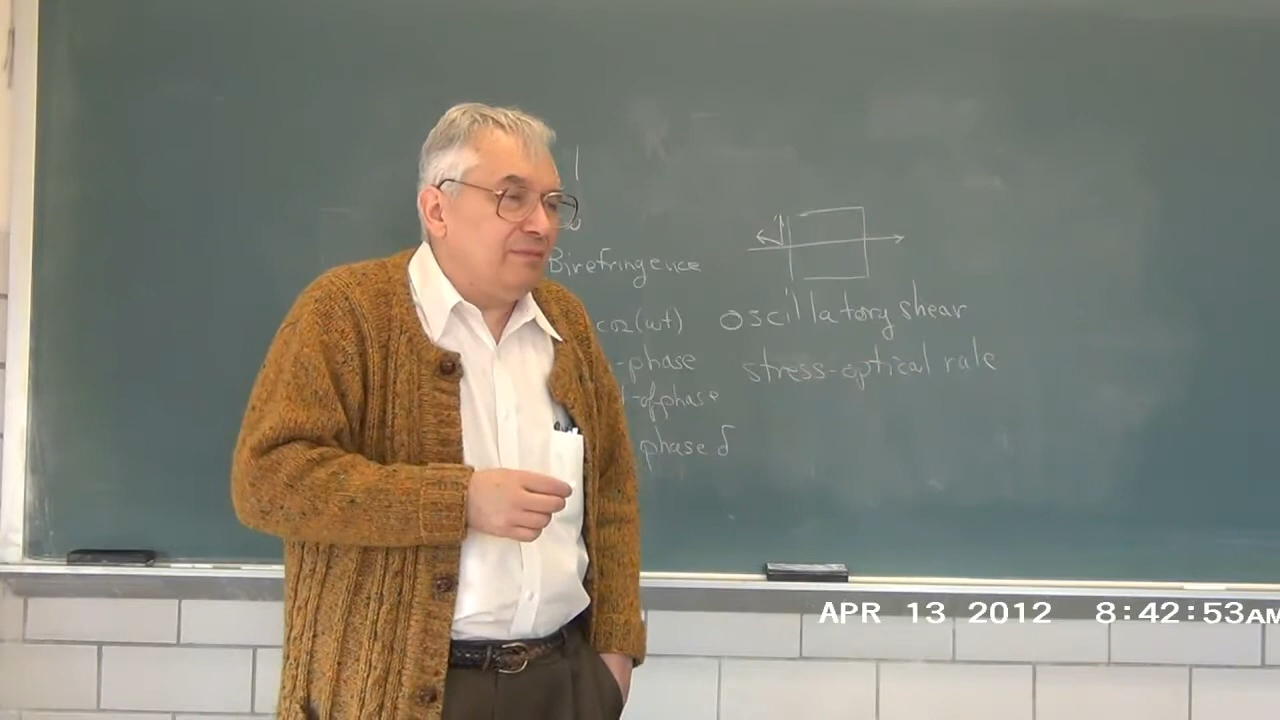 Birefringence
cos(ωt) oscillatory shear
-phase stress-optical rule
t-of phase
phase δ
APR 13 2012 8:42:53AM